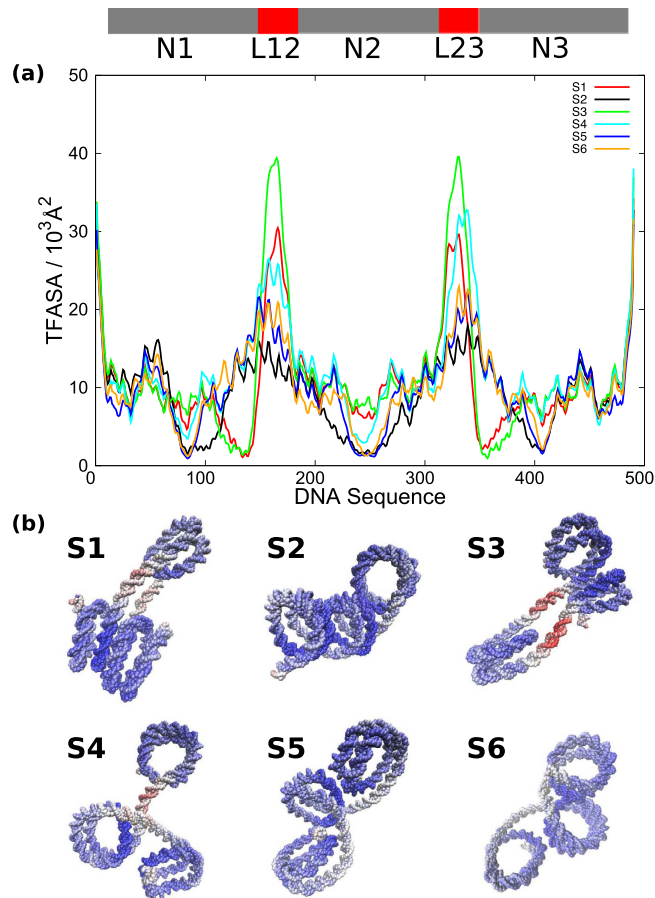 N1 L12 N2 L23 N3
(a)
50
40
30
20
10
0
TFASA / 10³Å²
S1
S2
S3
S4
S5
S6
0 100 200 300 400 500
DNA Sequence
(b)
S1 S2 S3
S4 S5 S6